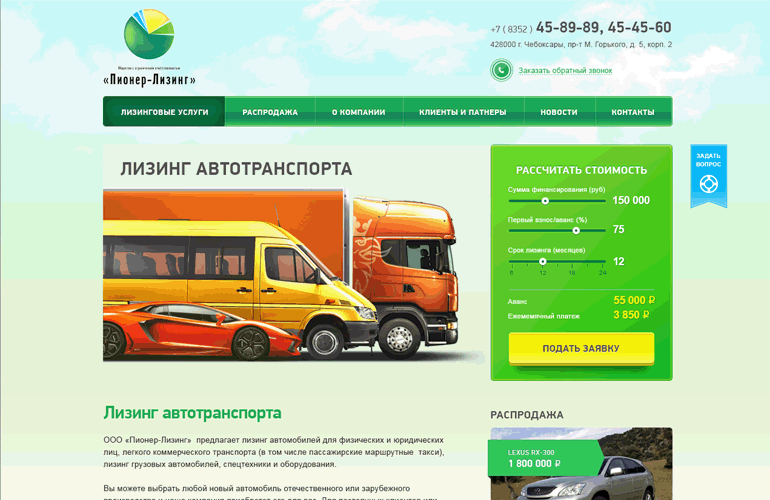 «Пионер-Лизинг»
+7 ( 8352 ) 45-89-89, 45-45-60
428000 г. Чебоксары, пр-т М. Горького, д. 5, корп. 2
Заказать обратный звонок
ЛИЗИНГОВЫЕ УСЛУГИ
РАСПРОДАЖА
О КОМПАНИИ
КЛИЕНТЫ И ПАТНЕРЫ
НОВОСТИ
КОНТАКТЫ
ЛИЗИНГ АВТОТРАНСПОРТА
РАССЧИТАТЬ СТОИМОСТЬ
Сумма финансирования (руб)
150 000
Первый взнос/аванс (%)
75
Срок лизинга (месяцев)
12
6 12 18 24
Аванс 55 000 ₽
Ежемемячный платеж 3 850 ₽
ПОДАТЬ ЗАЯВКУ
ЗАДАТЬ
ВОПРОС
Лизинг автотранспорта
ООО «Пионер-Лизинг» предлагает лизинг автомобилей для физических и юридических
лиц, легкого коммерческого транспорта (в том числе пассажирские маршрутные такси),
лизинг грузовых автомобилей, спецтехники и оборудования.
Вы можете выбрать любой новый автомобиль отечественного или зарубежного
РАСПРОДАЖА
LEXUS RX-300
1 800 000 ₽